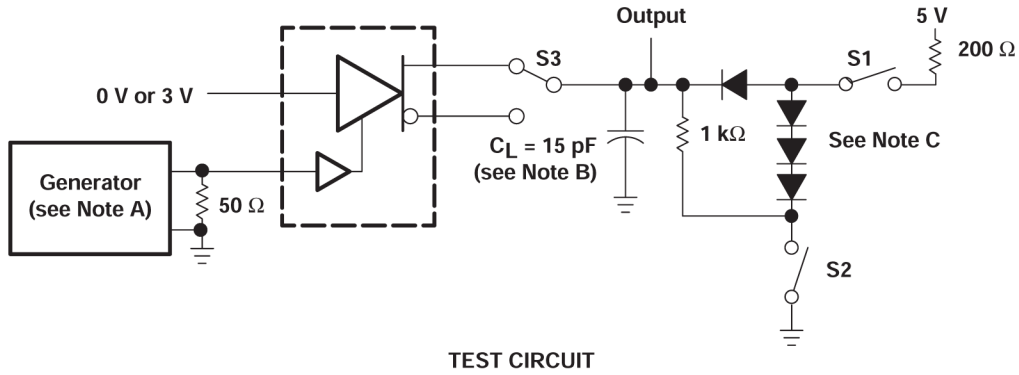 Output
5 V
S3
S1
200 Ω
0 V or 3 V
1 kΩ
See Note C
CL = 15 pF
(see Note B)
Generator
(see Note A)
50 Ω
S2
TEST CIRCUIT